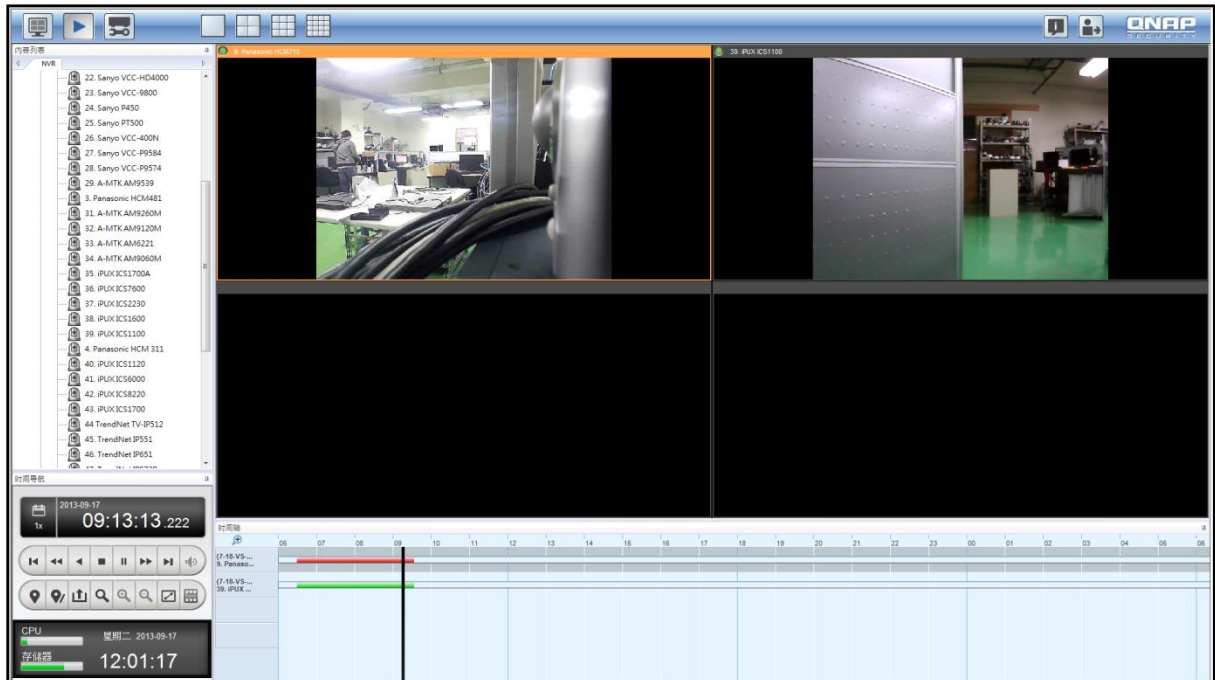 QNAP
SECURITY
内容列表
NVR
22. Sanyo VCC-HD4000
23. Sanyo VCC-9800
24. Sanyo P450
25. Sanyo PT500
26. Sanyo VCC-400N
27. Sanyo VCC-P9584
28. Sanyo VCC-P9574
29. A-MTK AM9539
3. Panasonic HCM481
31. A-MTK AM9260M
32. A-MTK AM9120M
33. A-MTK AM6221
34. A-MTK AM9060M
35. iPUX ICS1700A
36. iPUX ICS7600
37. iPUX ICS2230
38. iPUX ICS1600
39. iPUX ICS1100
4. Panasonic HCM 311
40. iPUX ICS1120
41. iPUX ICS6000
42. iPUX ICS8220
43. iPUX ICS1700
44 TrendNet TV-IP512
45. TrendNet IP551
46. TrendNet IP651
9. Panasonic HCM715
39. iPUX ICS1100
时间导航
2013-09-17
1x
09:13:13.222
CPU
星期二 2013-09-17
存储器
12:01:17
时间轴
06 07 08 09 10 11 12 13 14 15 16 17 18 19 20 21 22 23 00 01 02 03 04 05 06
(7-18-VS-...
9. Panaso...
(7-18-VS-...
39. iPUX ...